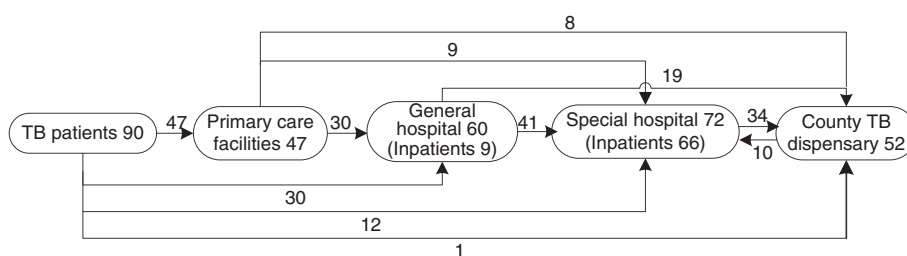 8
9
19
TB patients 90
47
Primary care
facilities 47
30
General
hospital 60
(Inpatients 9)
41
Special hospital 72
(Inpatients 66)
34
10
County TB
dispensary 52
30
12
1